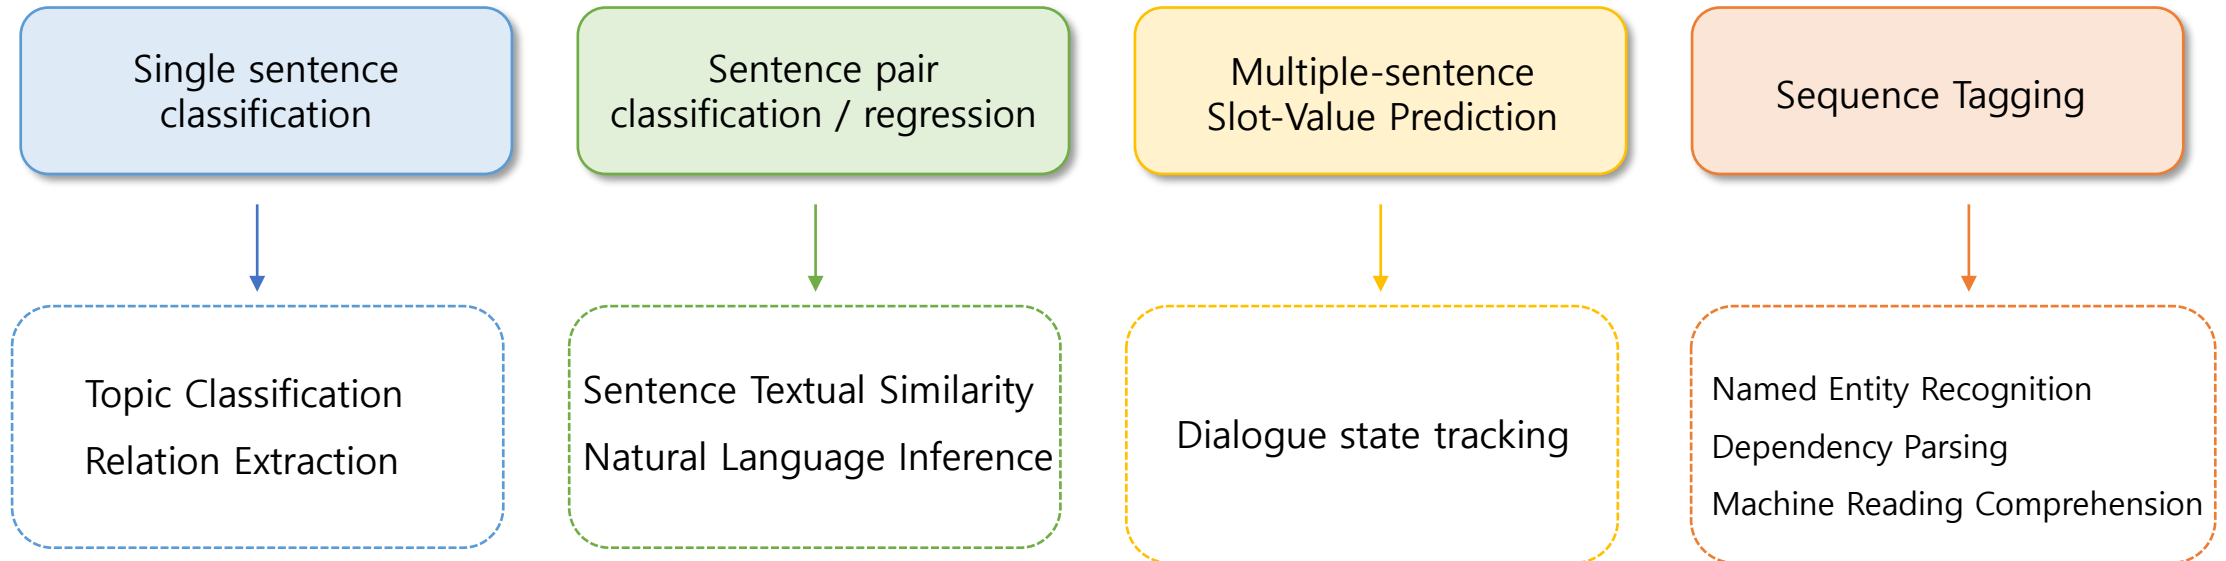 Single sentence
classification
Sentence pair
classification / regression
Multiple-sentence
Slot-Value Prediction
Sequence Tagging
Topic Classification
Relation Extraction
Sentence Textual Similarity
Natural Language Inference
Dialogue state tracking
Named Entity Recognition
Dependency Parsing
Machine Reading Comprehension